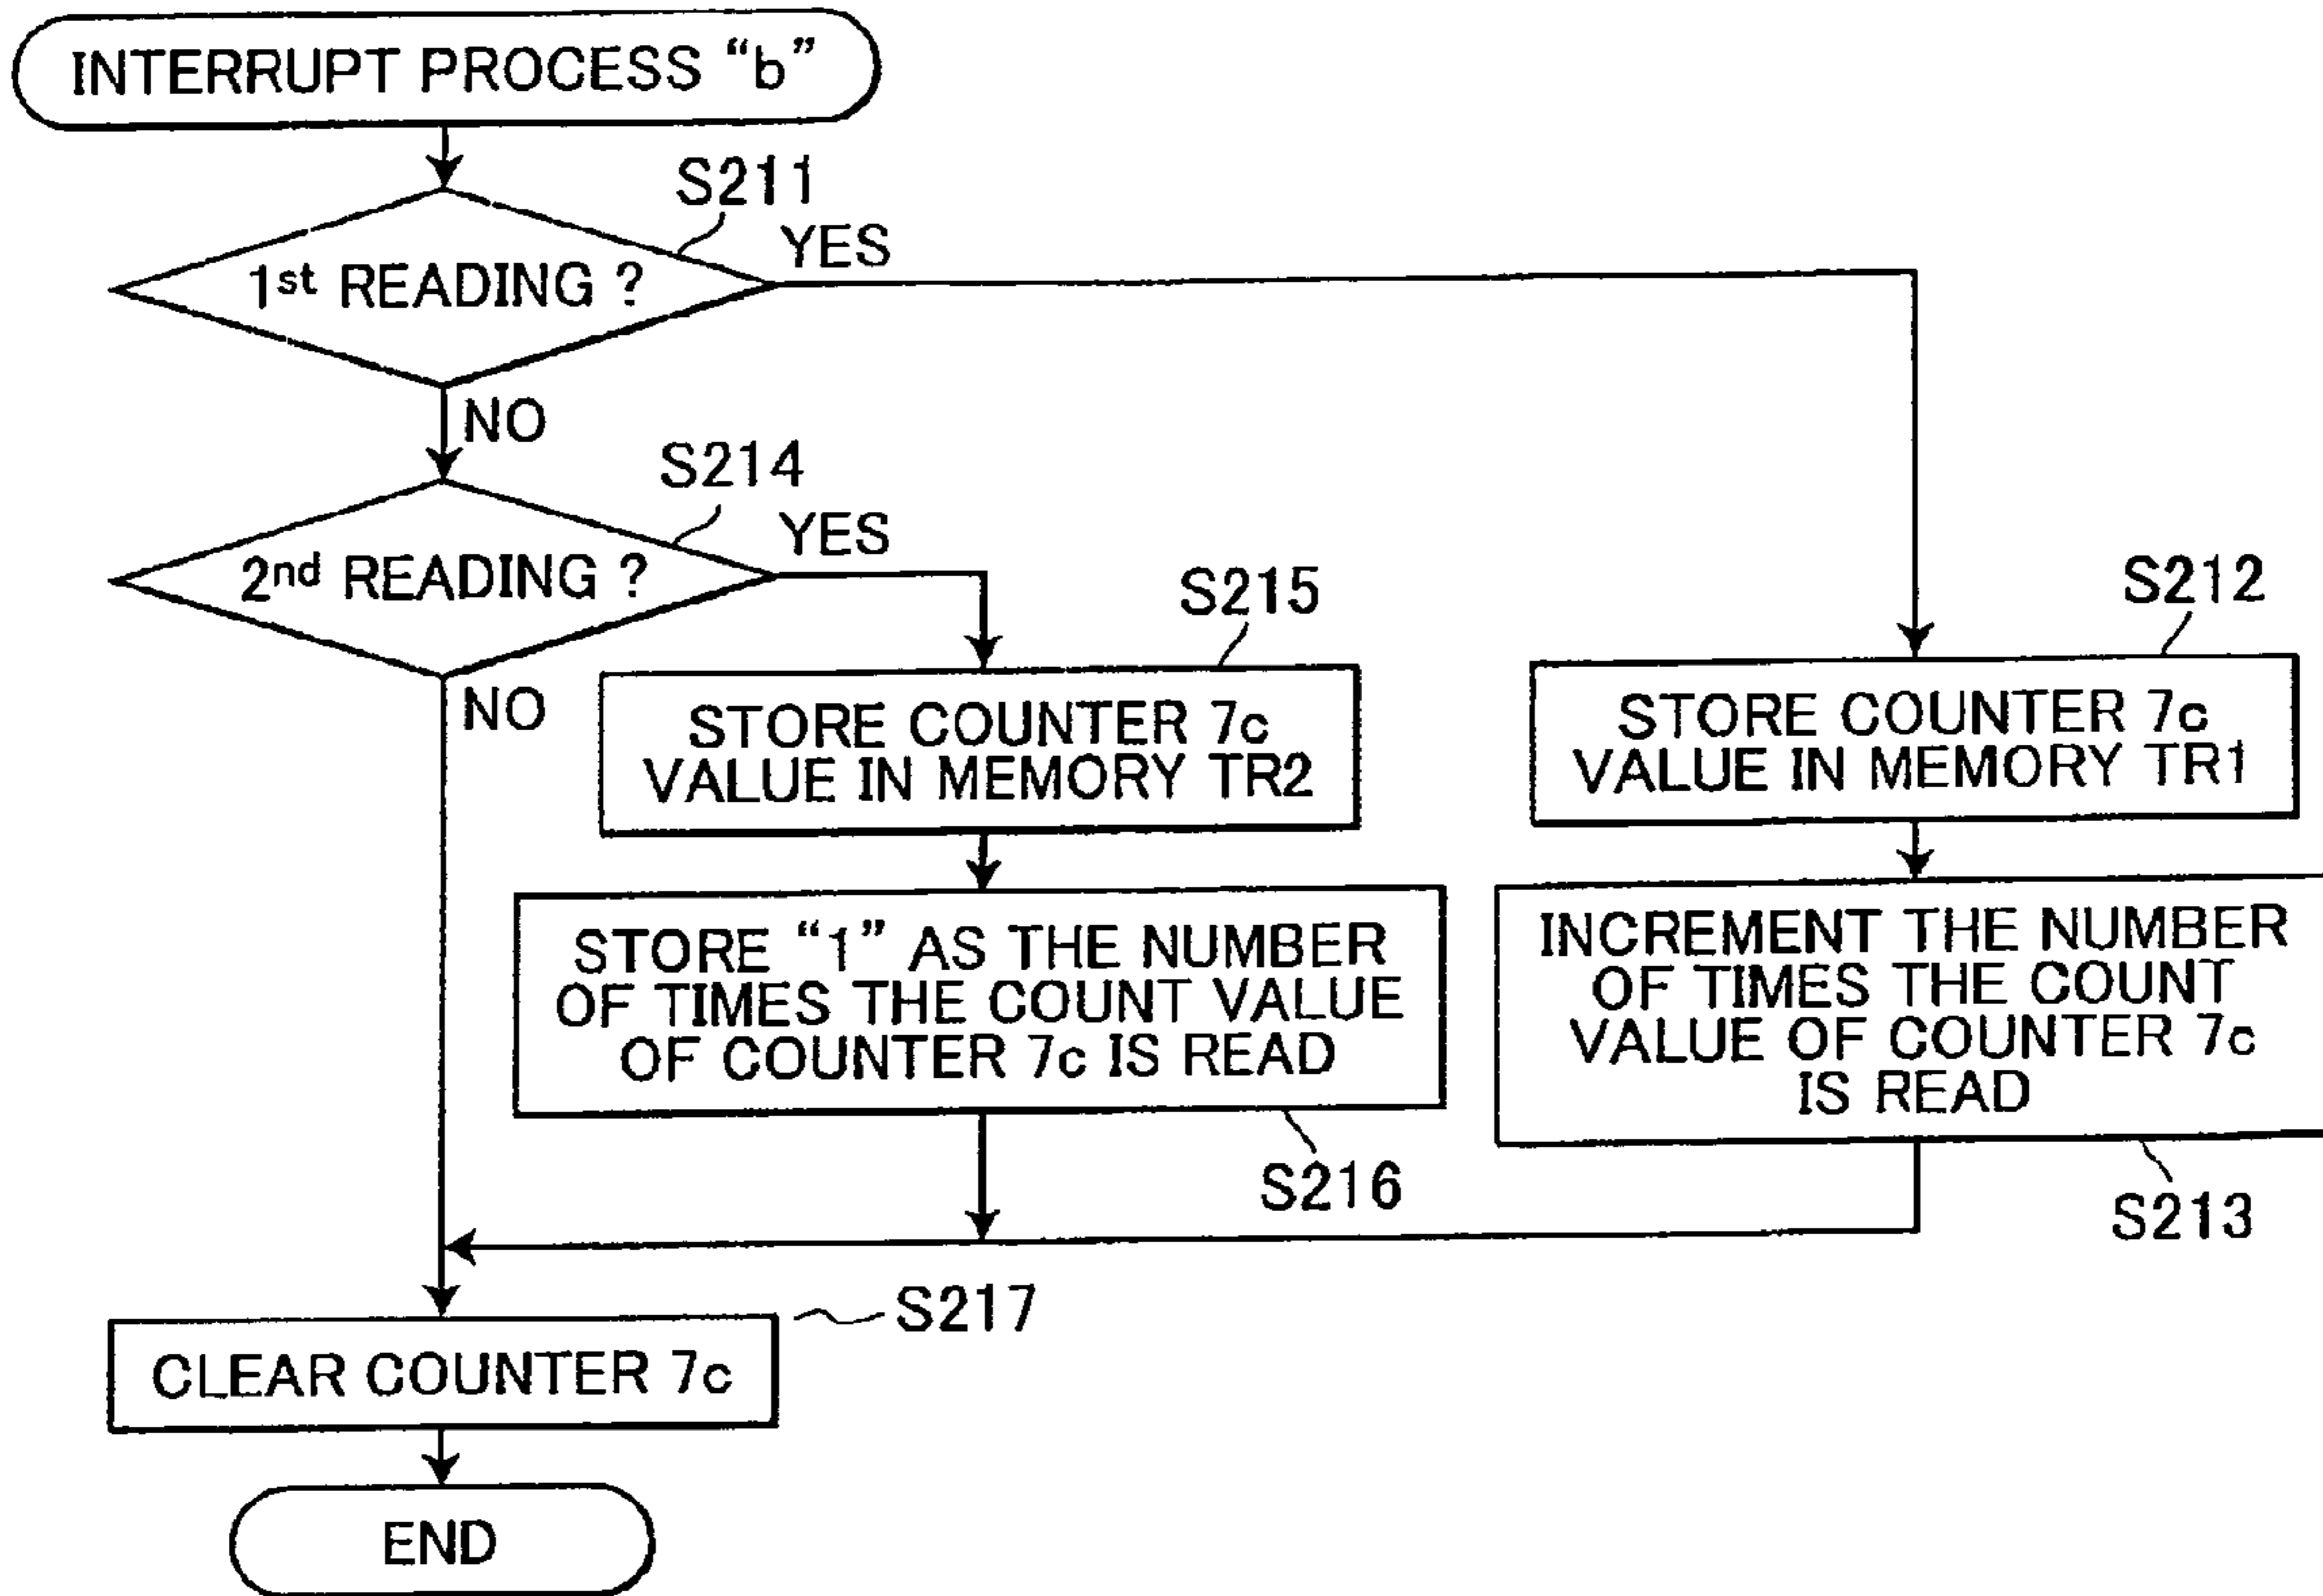 INTERRUPT PROCESS “b”
S211
1st READING ?
YES
NO
S214
2nd READING ?
YES
NO
S215
STORE COUNTER 7c
VALUE IN MEMORY TR2
STORE “1” AS THE NUMBER
OF TIMES THE COUNT VALUE
OF COUNTER 7c IS READ
S216
S212
STORE COUNTER 7c
VALUE IN MEMORY TR1
INCREMENT THE NUMBER
OF TIMES THE COUNT
VALUE OF COUNTER 7c
IS READ
S213
S217
CLEAR COUNTER 7c
END